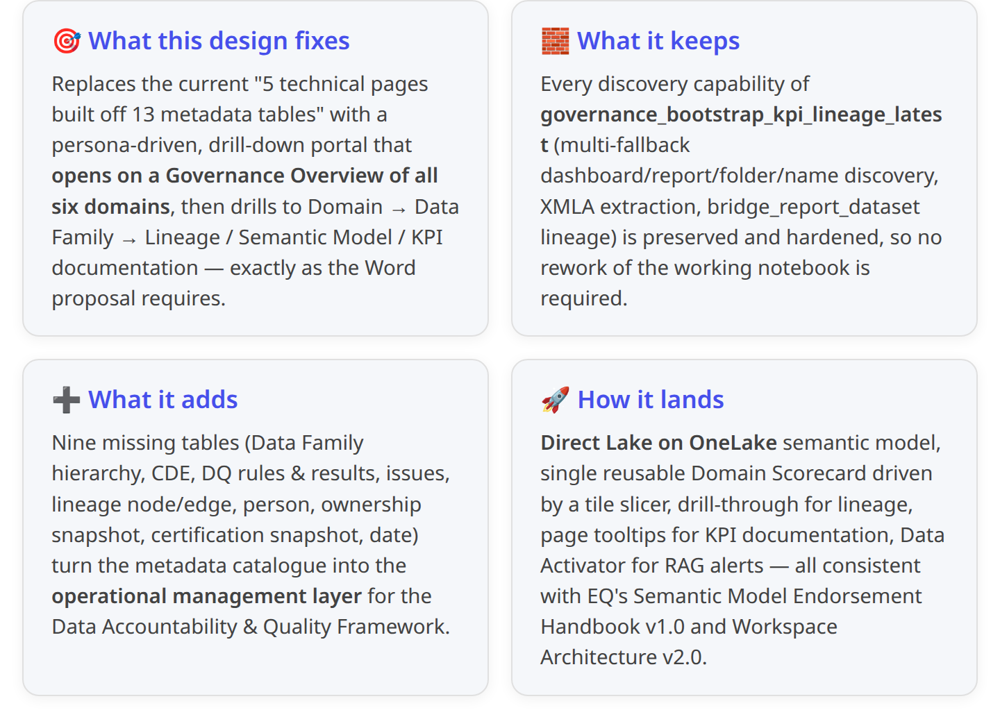 🎯 What this design fixes
Replaces the current "5 technical pages
built off 13 metadata tables" with a
persona-driven, drill-down portal that
opens on a Governance Overview of all
six domains, then drills to Domain → Data
Family → Lineage / Semantic Model / KPI
documentation — exactly as the Word
proposal requires.
🧱 What it keeps
Every discovery capability of
governance_bootstrap_kpi_lineage_lates
t (multi-fallback
dashboard/report/folder/name discovery,
XMLA extraction, bridge_report_dataset
lineage) is preserved and hardened, so no
rework of the working notebook is
required.
➕ What it adds
Nine missing tables (Data Family
hierarchy, CDE, DQ rules & results, issues,
lineage node/edge, person, ownership
snapshot, certification snapshot, date)
turn the metadata catalogue into the
operational management layer for the
Data Accountability & Quality Framework.
🚀 How it lands
Direct Lake on OneLake semantic model,
single reusable Domain Scorecard driven
by a tile slicer, drill-through for lineage,
page tooltips for KPI documentation, Data
Activator for RAG alerts — all consistent
with EQ's Semantic Model Endorsement
Handbook v1.0 and Workspace
Architecture v2.0.